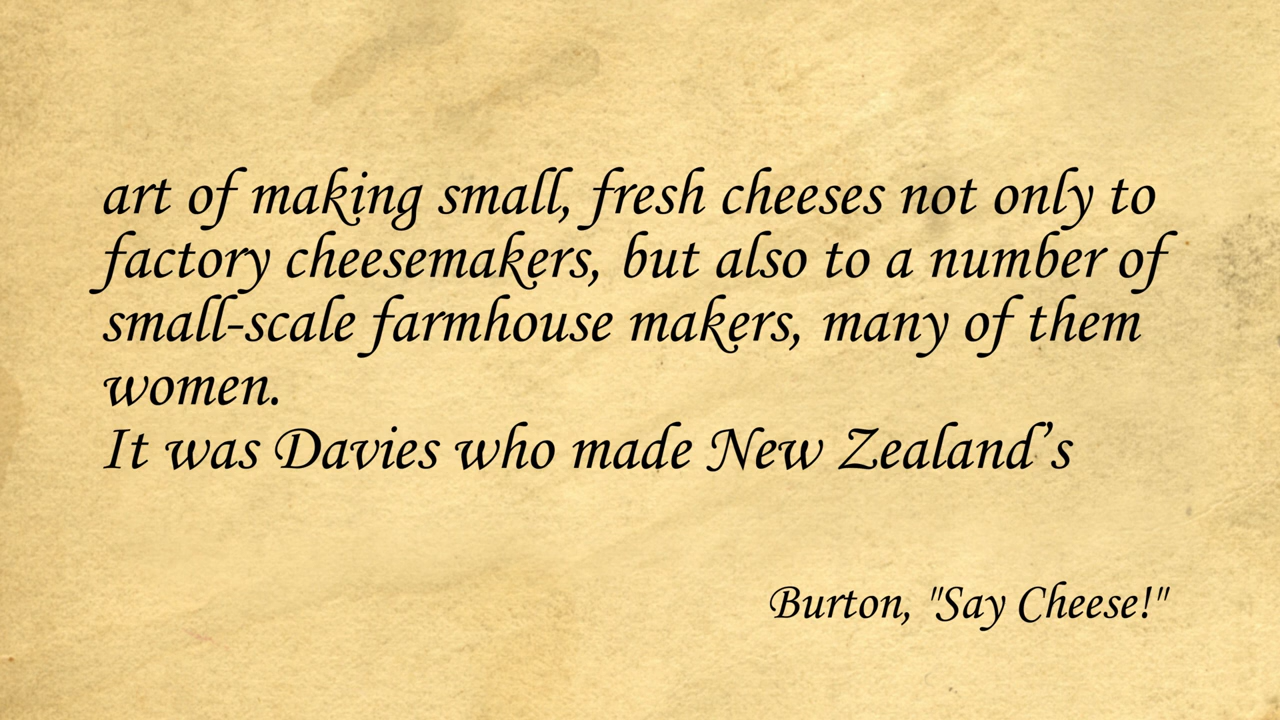 art of making small, fresh cheeses not only to
factory cheesemakers, but also to a number of
small-scale farmhouse makers, many of them
women.
It was Davies who made New Zealand’s
Burton, "Say Cheese!"